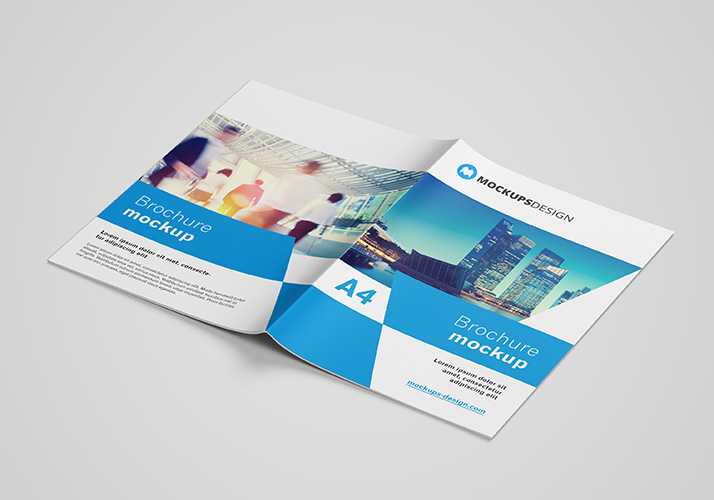 Brochure
mockup
Lorem ipsum dolor sit met, consecte-
tur adipiscing elit
MOCKUPSDESIGN
A4
Brochure
mockup
Lorem ipsum dolor sit
amet, consectetur
adipiscing elit
mockups-design.com